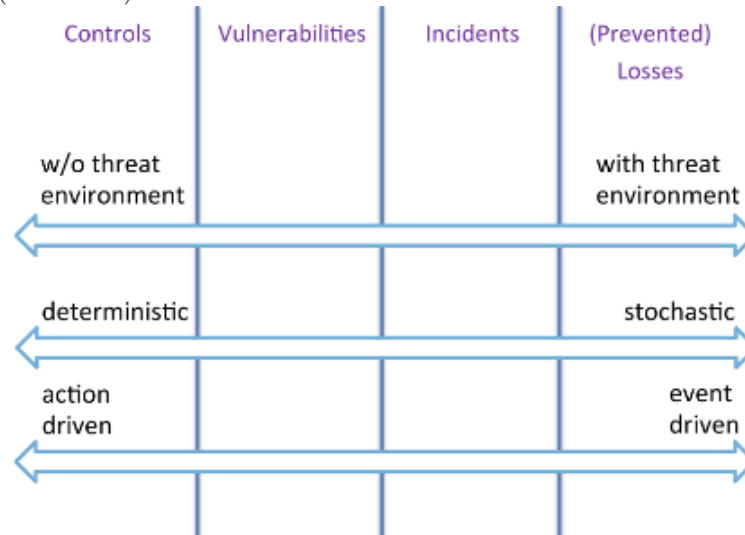 Controls Vulnerabilities Incidents (Prevented)
Losses
w/o threat with threat
environment environment
deterministic stochastic
action event
driven driven